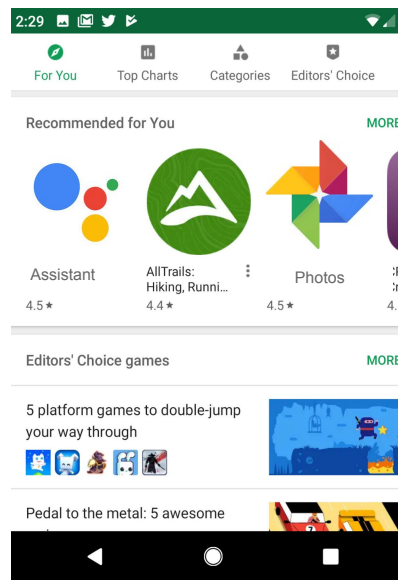 2:29
For You
Top Charts
Categories
Editors' Choice
Recommended for You
MORE
Assistant
AllTrails:
Hiking, Runni...
Photos
4.5★
4.4★
4.5★
4.
Editors' Choice games
MORE
5 platform games to double-jump
your way through
Pedal to the metal: 5 awesome